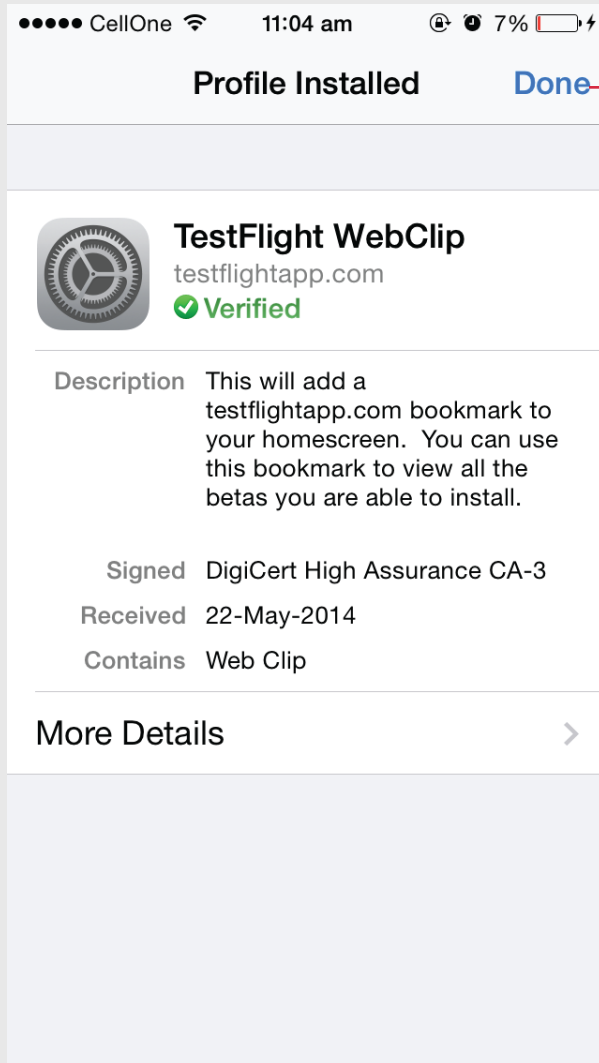 CellOne 11:04 am 7%
Profile Installed Done
TestFlight WebClip
testflightapp.com
Verified
Description This will add a
testflightapp.com bookmark to
your homescreen.  You can use
this bookmark to view all the
betas you are able to install.
Signed DigiCert High Assurance CA-3
Received 22-May-2014
Contains Web Clip
More Details